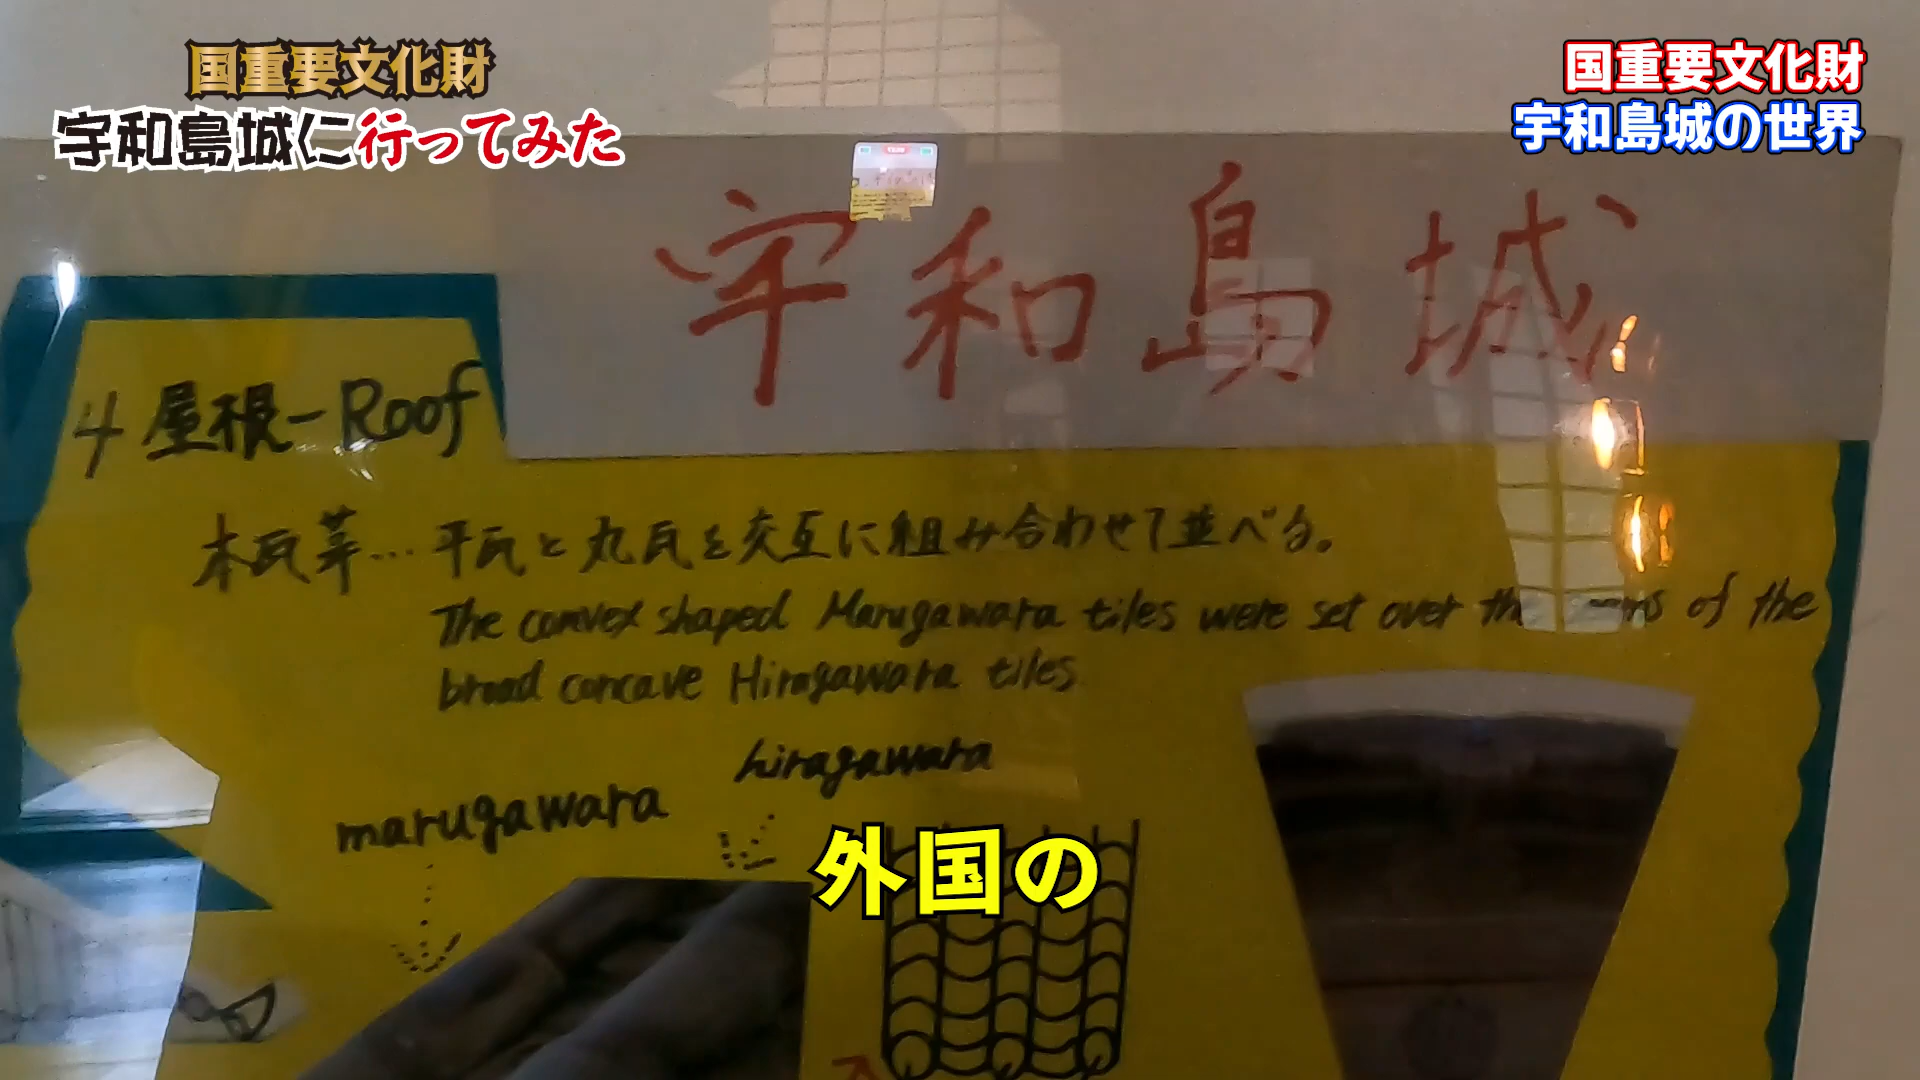 国重要文化財
宇和島城に行ってみた
国重要文化財
宇和島城の世界
宇和島城
4 屋根-Roof
本瓦葺…平瓦と丸瓦を交互に組み合わせて並べる。
The convex shaped Marugawara tiles were set over the of the
broad concave Hiragawara tiles
hiragawara
marugawara
外国の